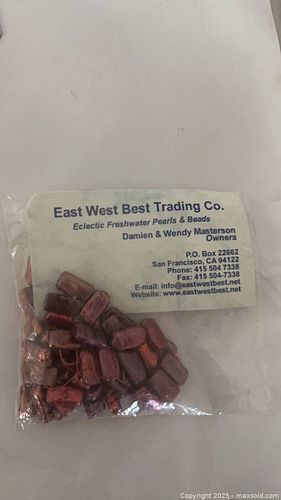 East West Best Trading Co.
Eclectic Freshwater Pearls & Beads
Damien & Wendy Masterson
Owners
P.O. Box 22662
San Francisco, CA 94122
Phone: 415 504 7338
Fax: 415 504-7338
E-mail: info@eastwestbest.net
Website: www.eastwestbest.net
Copyright 2025 - maxsold.com